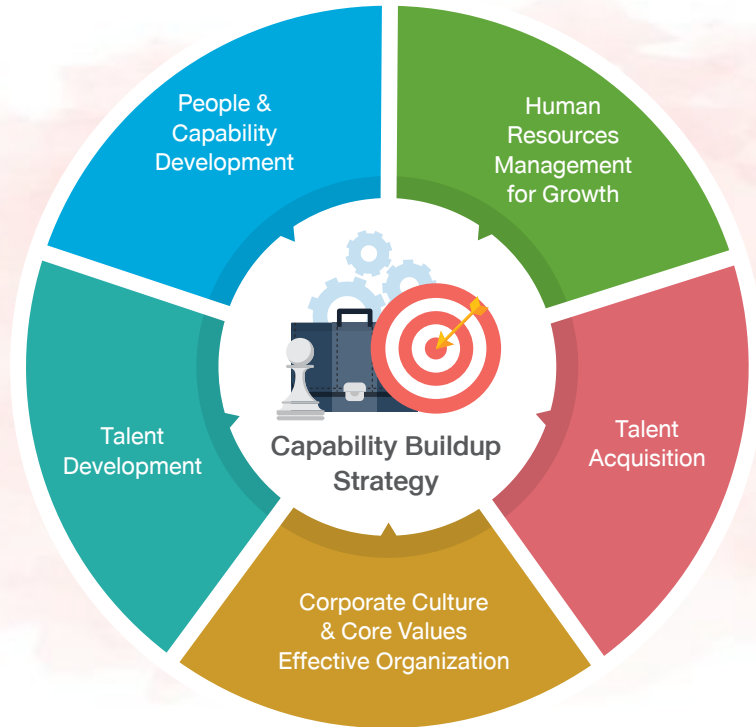 People &
Capability
Development
Human
Resources
Management
for Growth
Talent
Development
Capability Buildup
Strategy
Talent
Acquisition
Corporate Culture
& Core Values
Effective Organization